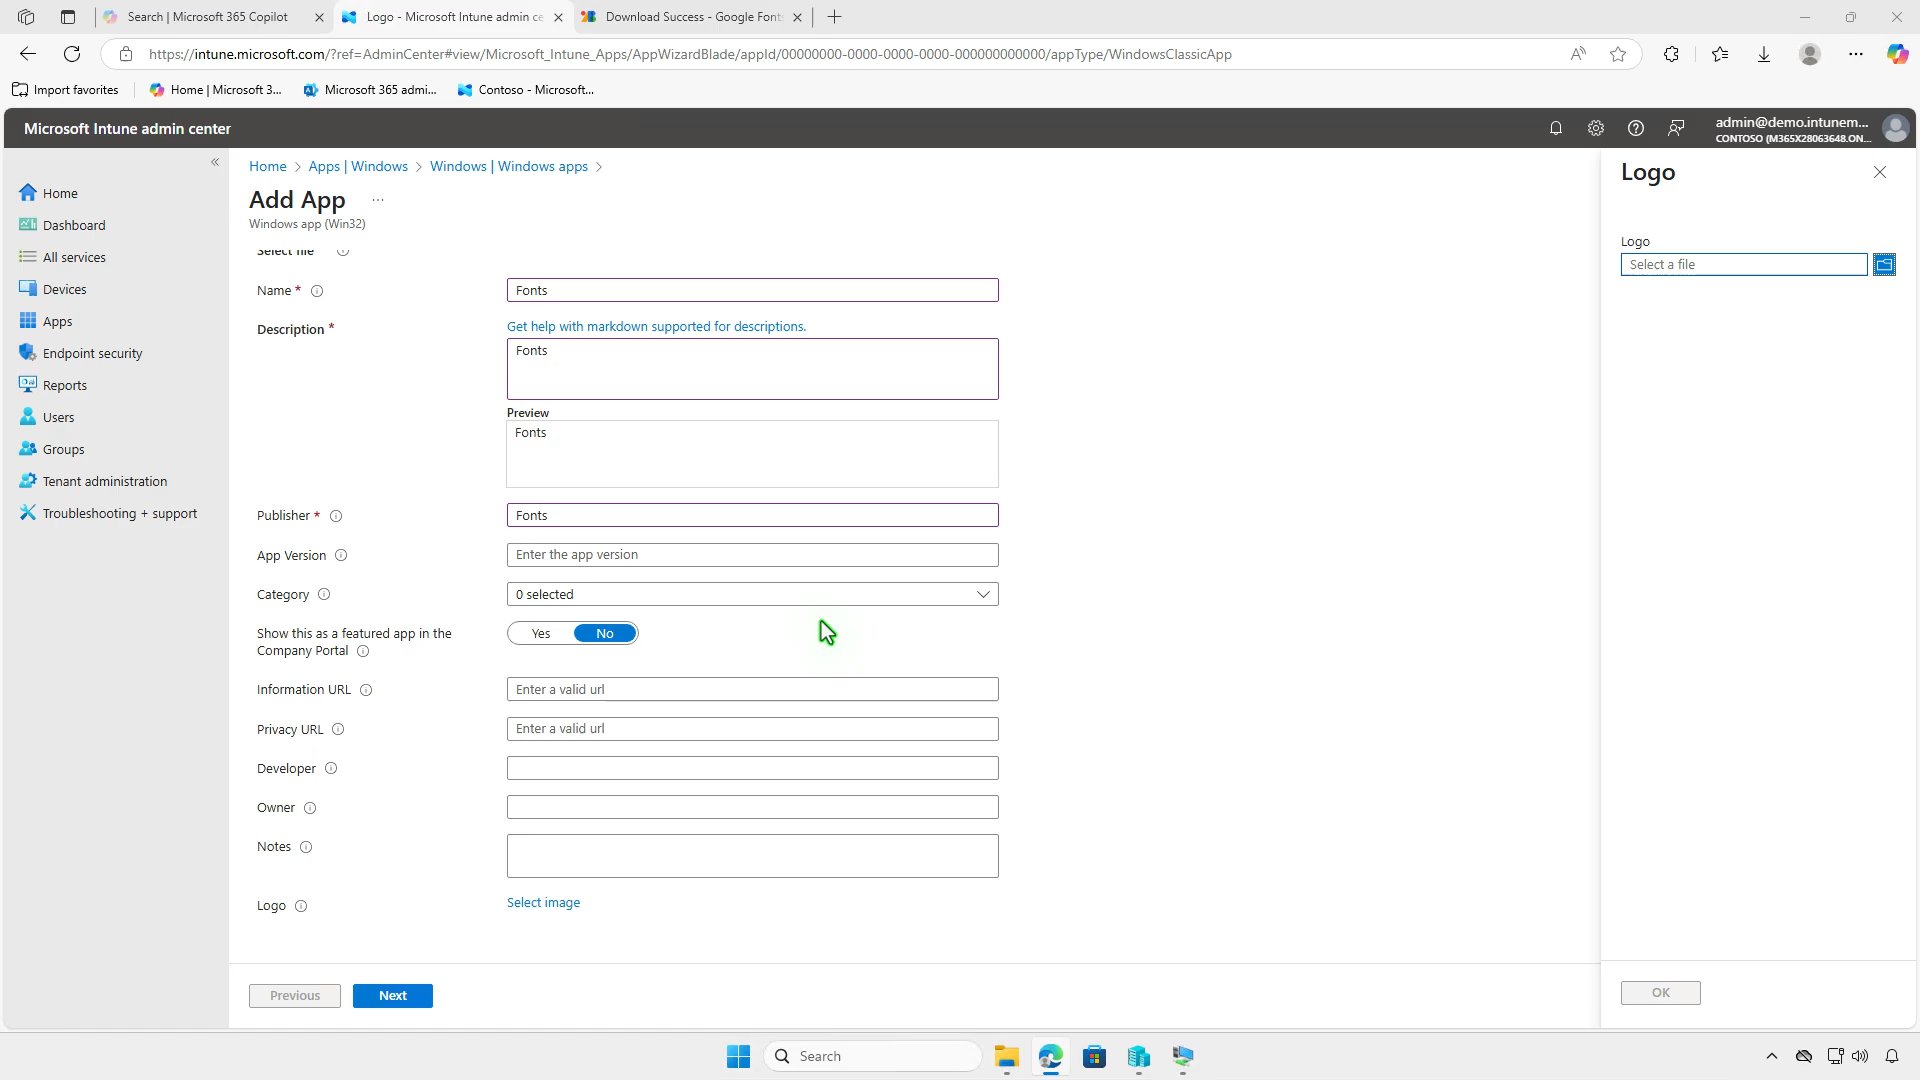 Search | Microsoft 365 Copilot
Logo - Microsoft Intune admin ce
Download Success - Google Font
https://intune.microsoft.com/?ref=AdminCenter#view/Microsoft_Intune_Apps/AppWizardBlade/appId/00000000-0000-0000-0000-000000000000/appType/WindowsClassicApp
Import favorites
Home | Microsoft 3...
Microsoft 365 admi...
Contoso - Microsoft...
Microsoft Intune admin center
admin@demo.intunem...
CONTOSO (M365X28063648.ON...
Home
Dashboard
All services
Devices
Apps
Endpoint security
Reports
Users
Groups
Tenant administration
Troubleshooting + support
Home > Apps | Windows > Windows | Windows apps >
Add App ...
Windows app (Win32)
Select file
Name *
Fonts
Description *
Get help with markdown supported for descriptions.
Fonts
Preview
Fonts
Publisher *
Fonts
App Version
Enter the app version
Category
0 selected
Show this as a featured app in the
Company Portal
Yes No
Information URL
Enter a valid url
Privacy URL
Enter a valid url
Developer
Owner
Notes
Logo
Select image
Previous
Next
Logo
Logo
Select a file
OK
Search